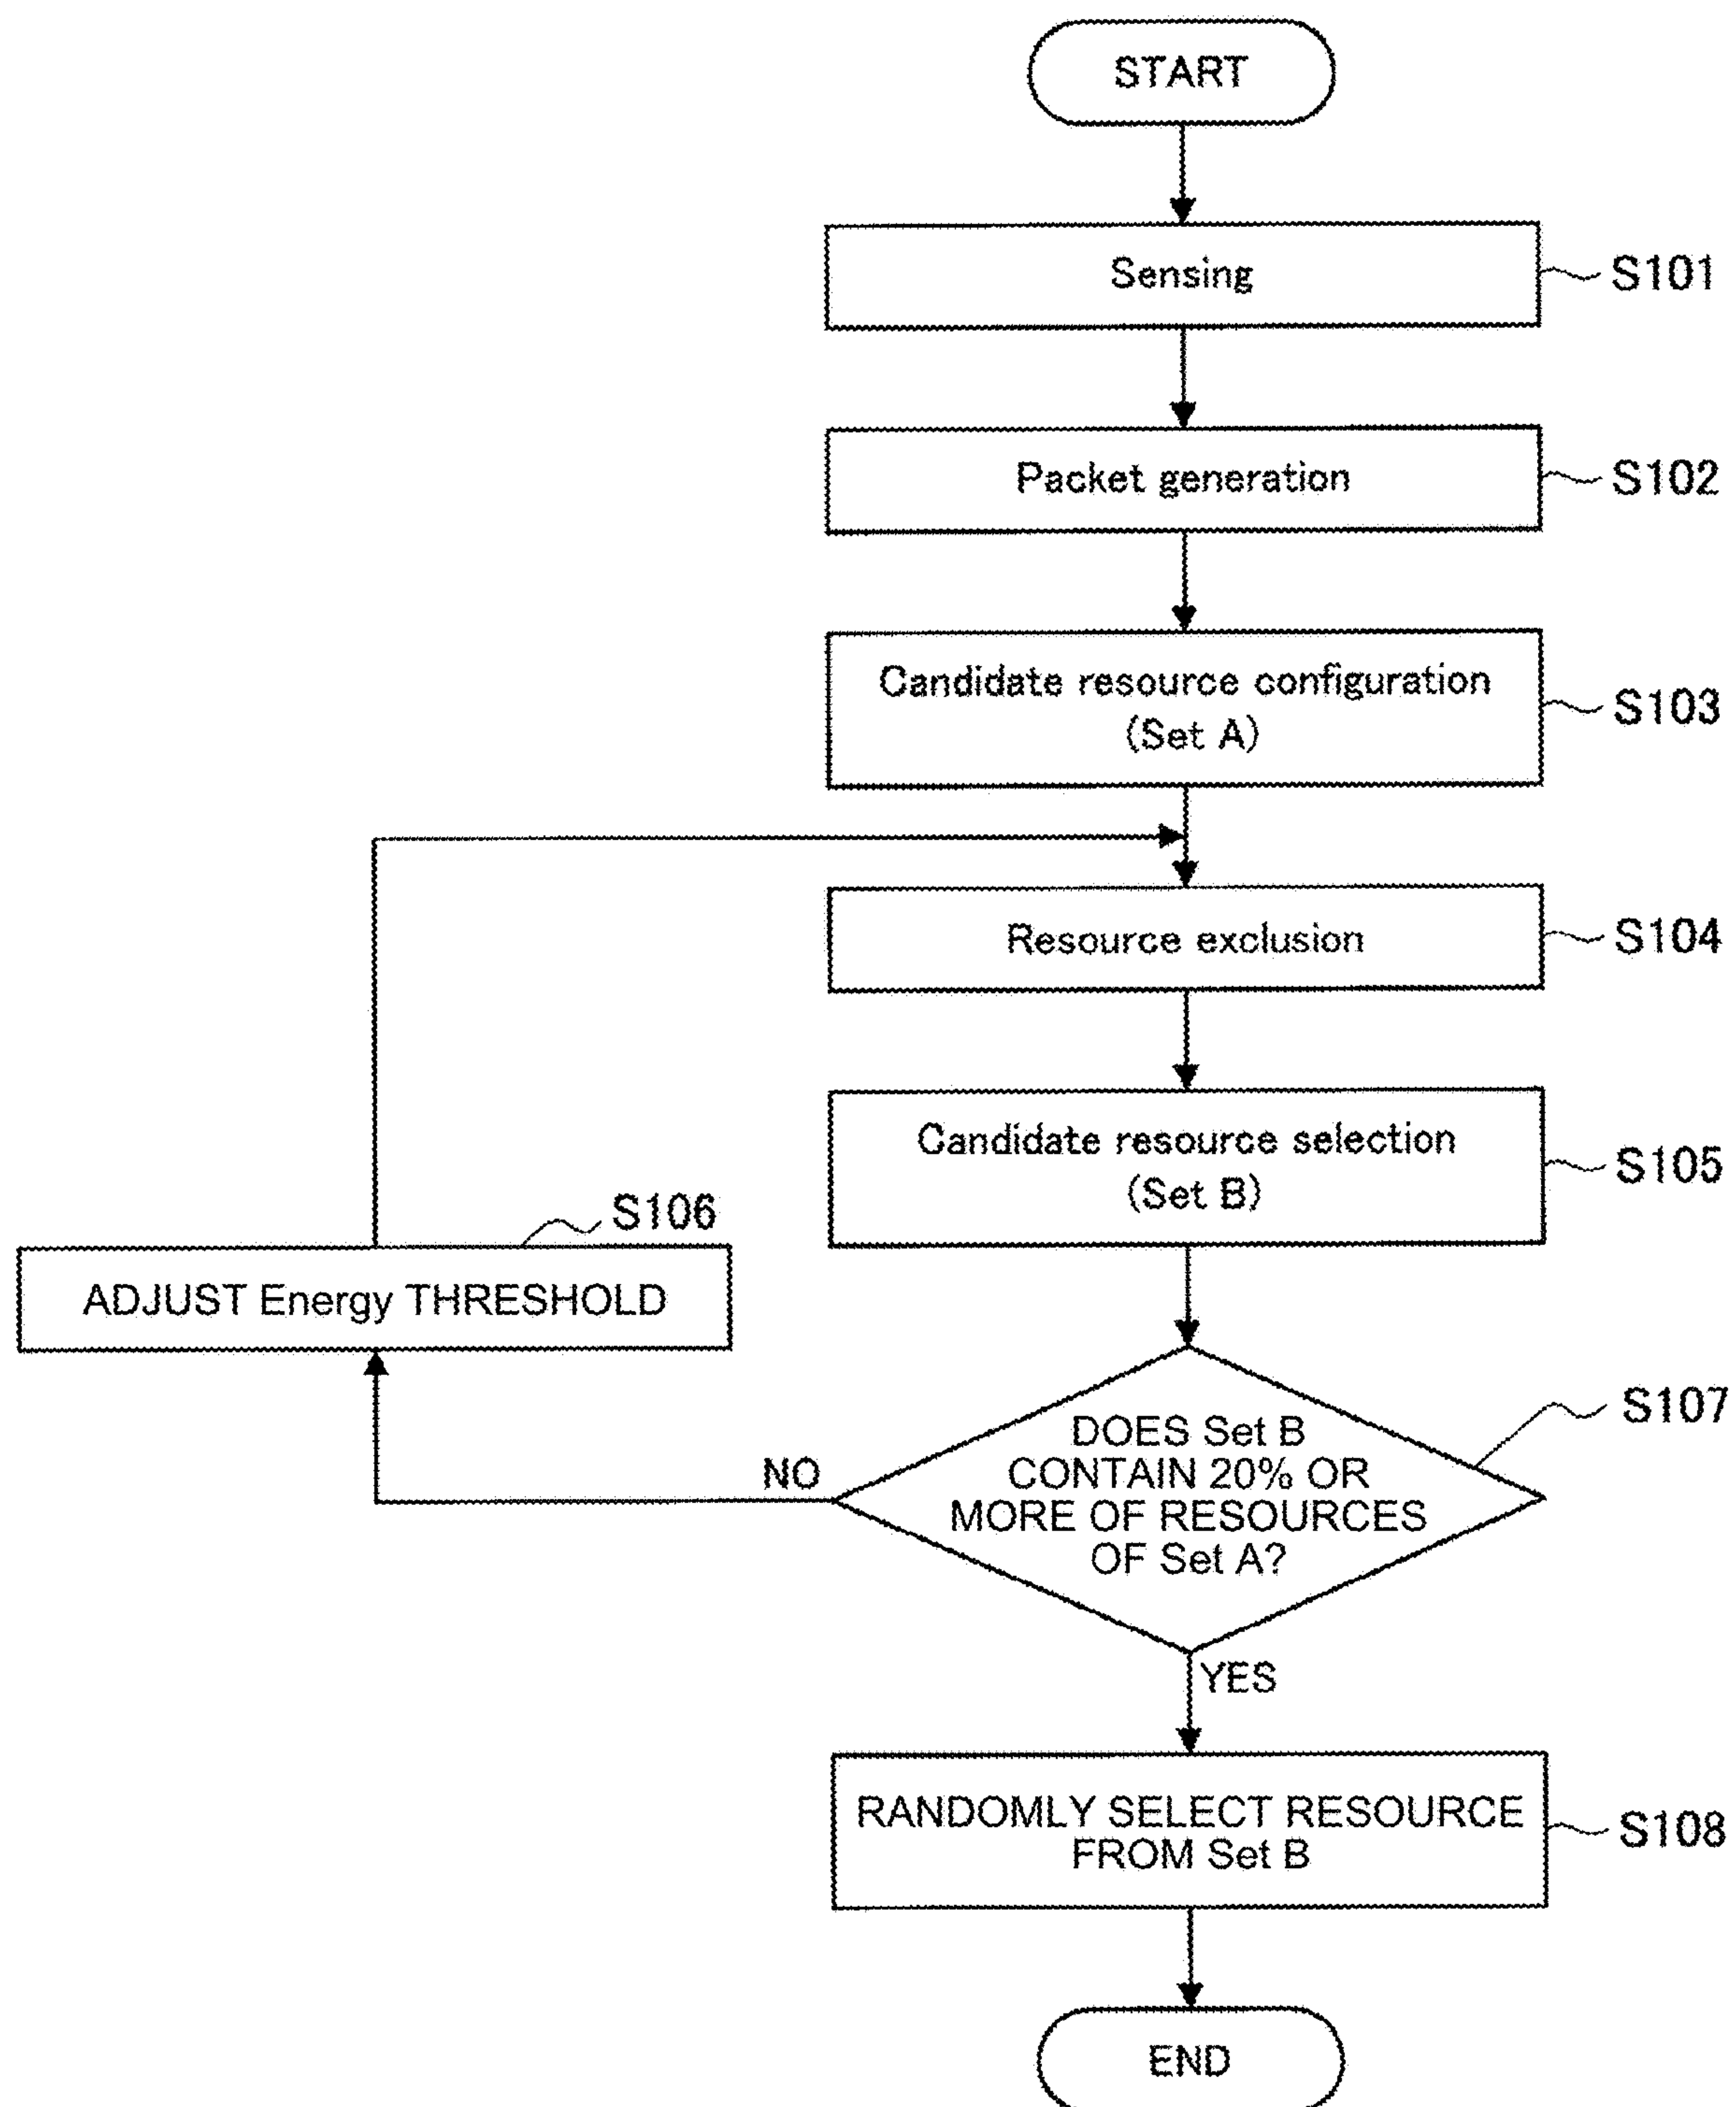 START
Sensing
S101
Packet generation
S102
Candidate resource configuration
(Set A)
S103
Resource exclusion
S104
Candidate resource selection
(Set B)
S105
S106
ADJUST Energy THRESHOLD
DOES Set B
CONTAIN 20% OR
MORE OF RESOURCES
OF Set A?
S107
NO
YES
RANDOMLY SELECT RESOURCE
FROM Set B
S108
END